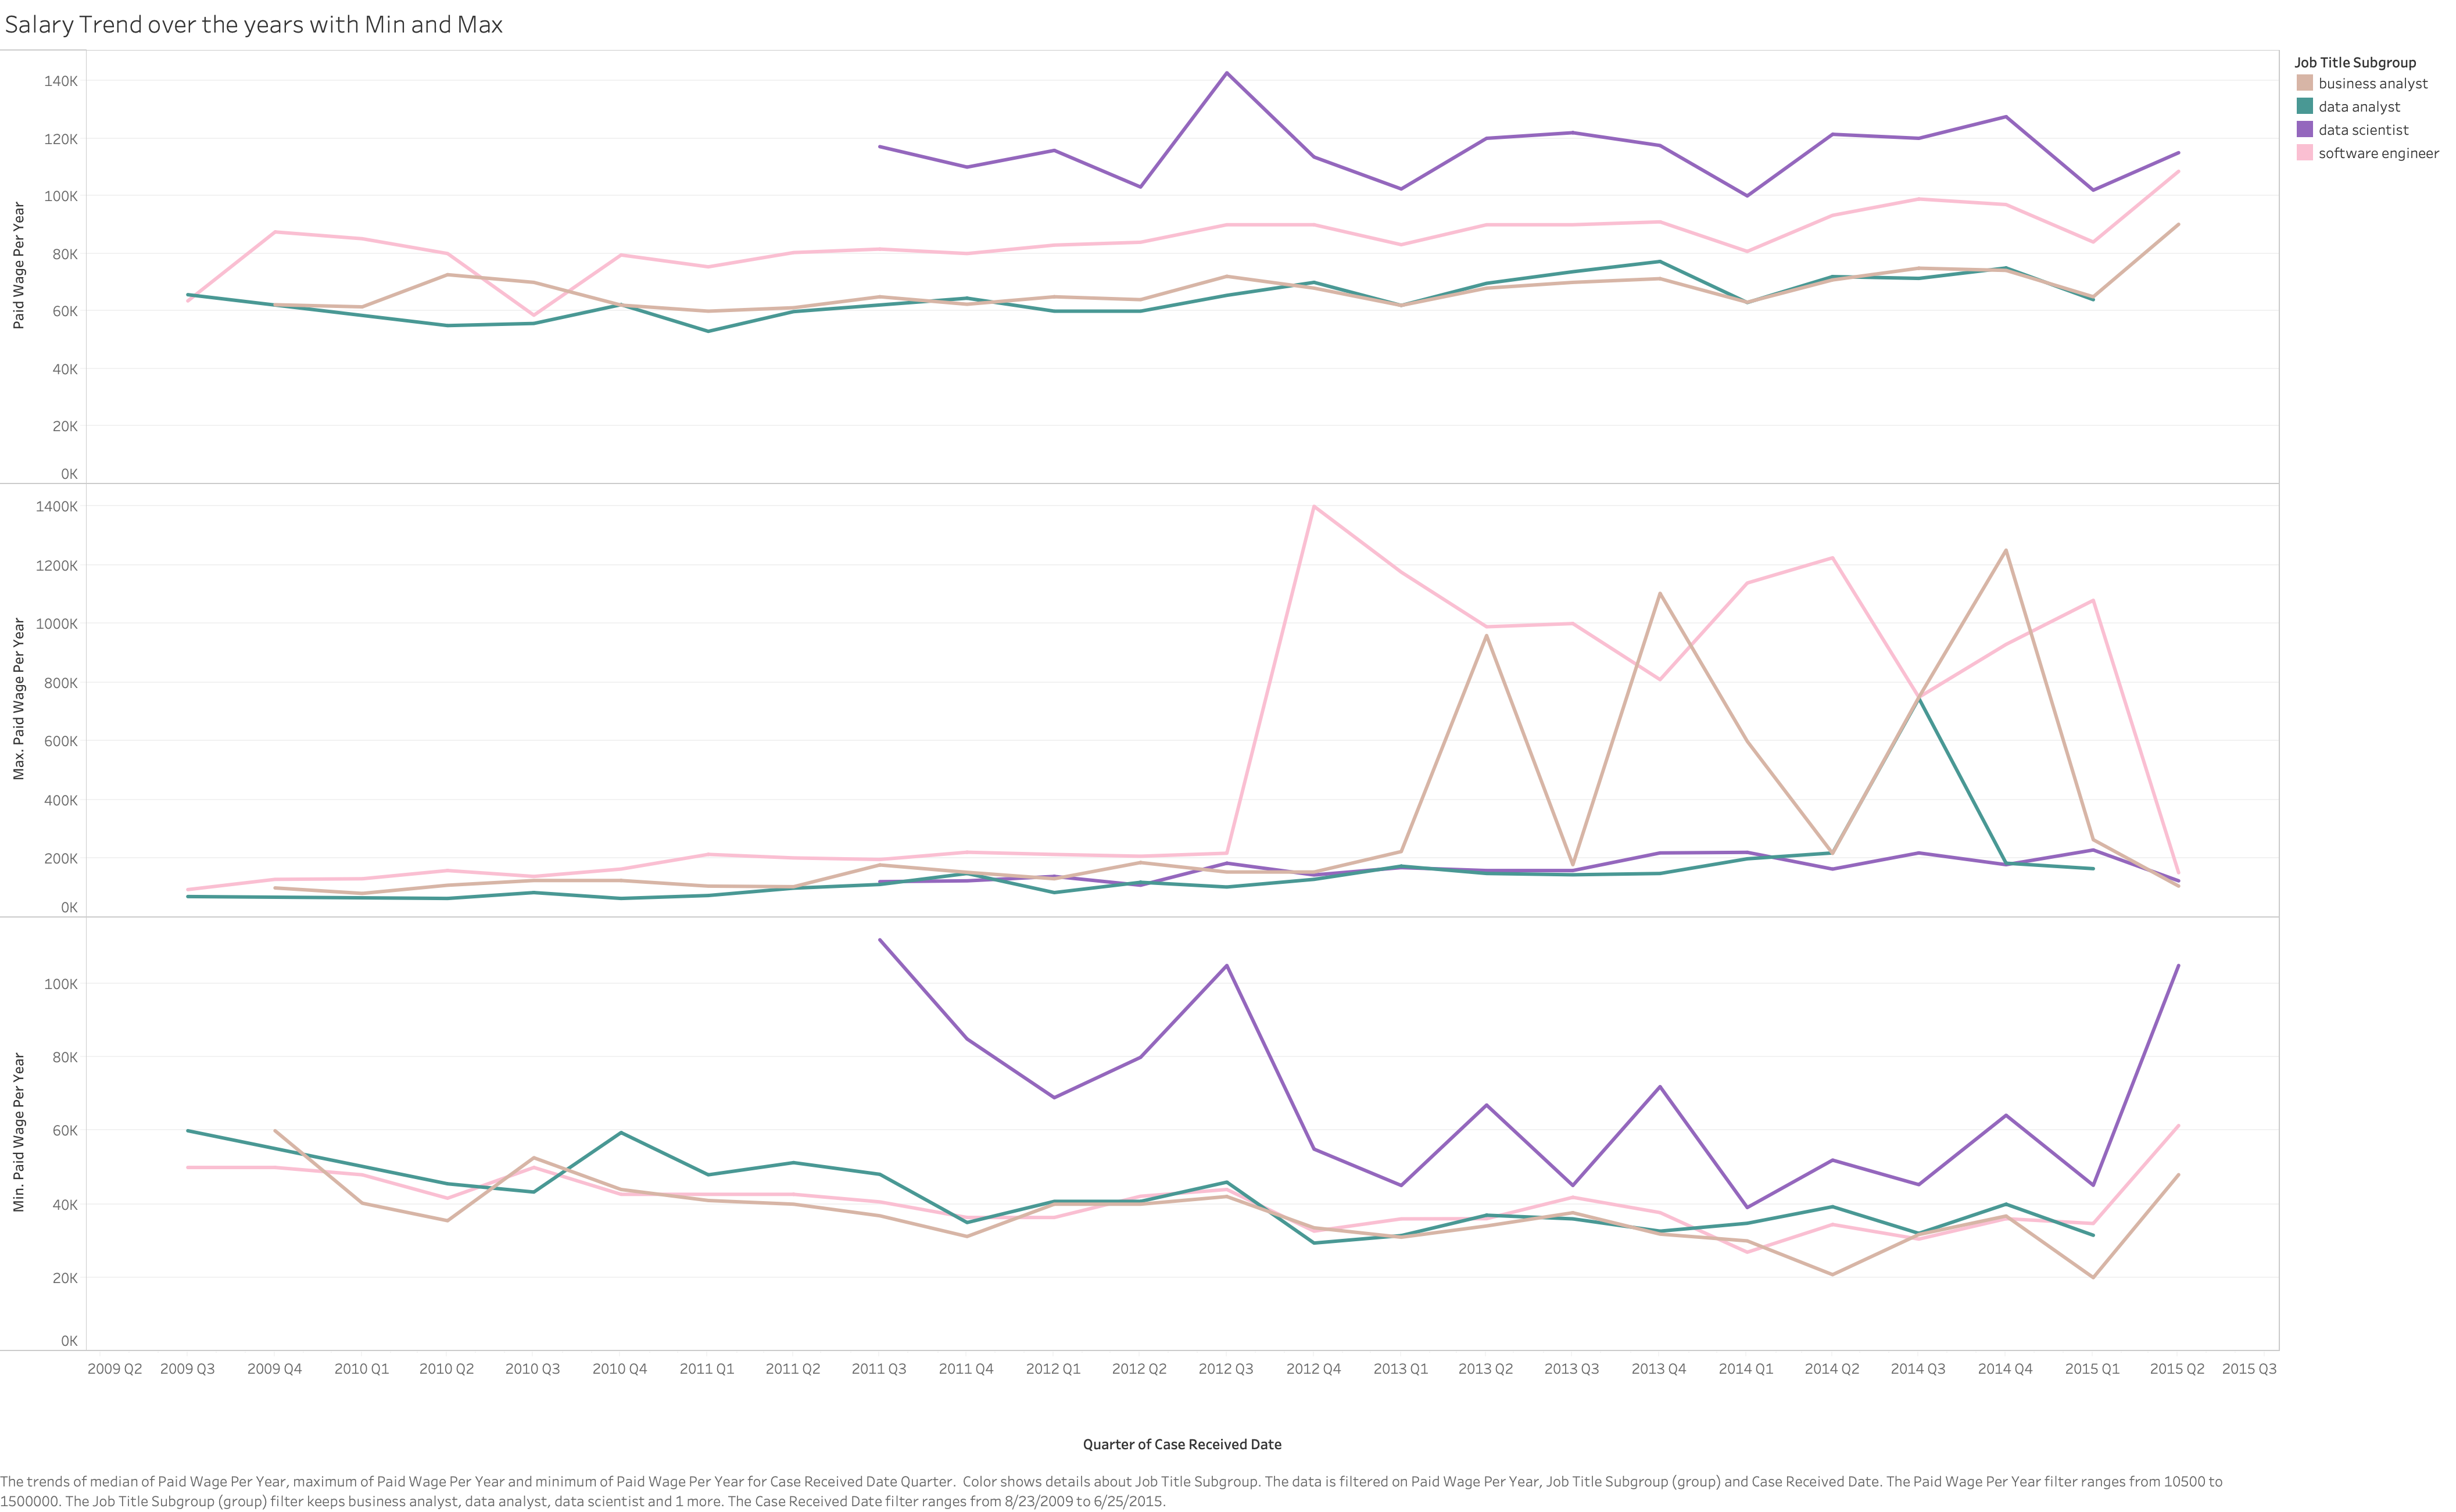 Salary Trend over the years with Min and Max
Job Title Subgroup
business analyst
data analyst
data scientist
software engineer
Paid Wage Per Year
140K
120K
100K
80K
60K
40K
20K
0K
Max. Paid Wage Per Year
1400K
1200K
1000K
800K
600K
400K
200K
0K
Min. Paid Wage Per Year
100K
80K
60K
40K
20K
0K
2009 Q2 2009 Q3 2009 Q4 2010 Q1 2010 Q2 2010 Q3 2010 Q4 2011 Q1 2011 Q2 2011 Q3 2011 Q4 2012 Q1 2012 Q2 2012 Q3 2012 Q4 2013 Q1 2013 Q2 2013 Q3 2013 Q4 2014 Q1 2014 Q2 2014 Q3 2014 Q4 2015 Q1 2015 Q2 2015 Q3
Quarter of Case Received Date
The trends of median of Paid Wage Per Year, maximum of Paid Wage Per Year and minimum of Paid Wage Per Year for Case Received Date Quarter. Color shows details about Job Title Subgroup. The data is filtered on Paid Wage Per Year, Job Title Subgroup (group) and Case Received Date. The Paid Wage Per Year filter ranges from 10500 to
1500000. The Job Title Subgroup (group) filter keeps business analyst, data analyst, data scientist and 1 more. The Case Received Date filter ranges from 8/23/2009 to 6/25/2015.